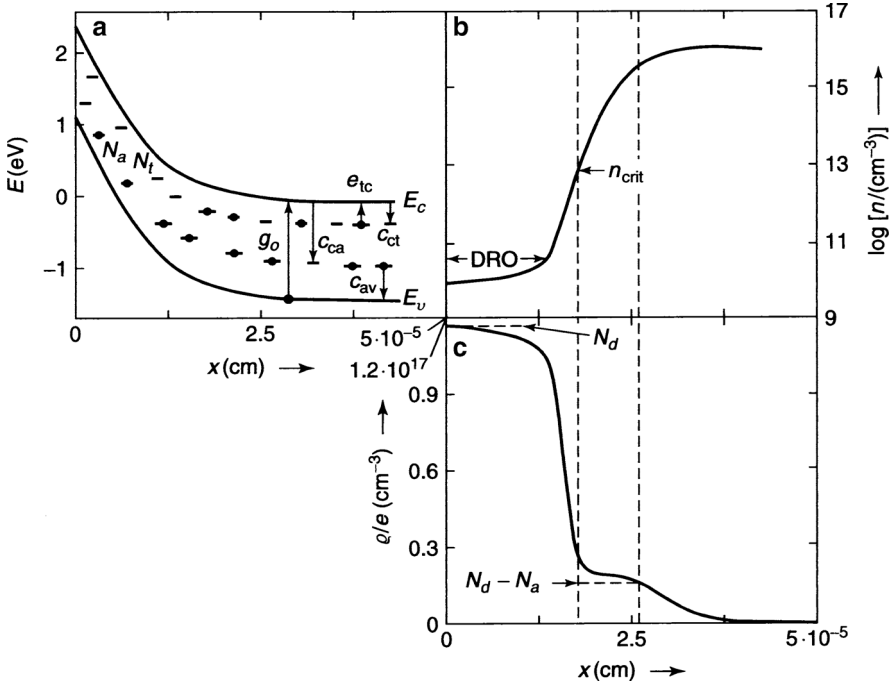 a
E (eV)
2
1
0
−1
N_a
N_t
e_tc
E_c
g_o
c_ca
c_ct
c_av
E_v
0
2.5
5·10⁻⁵
x (cm)
b
17
15
13
11
9
log [n/(cm⁻³)]
n_crit
DRO
c
1.2·10¹⁷
N_d
0.9
0.6
0.3
0
ϱ/e (cm⁻³)
N_d − N_a
0
2.5
5·10⁻⁵
x (cm)